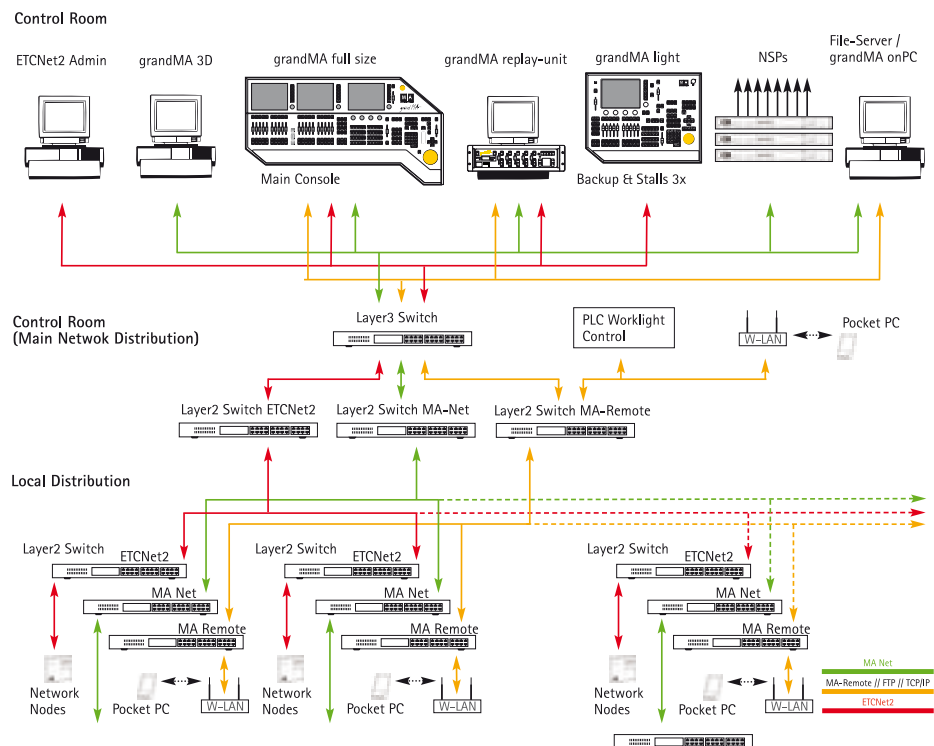 Control Room
ETCNet2 Admin
grandMA 3D
grandMA full size
grandMA replay-unit
grandMA light
NSPs
File-Server /
grandMA onPC
grandMA
Main Console
Backup & Stalls 3x
Control Room
(Main Netwok Distribution)
Layer3 Switch
PLC Worklight
Control
W-LAN
Pocket PC
Layer2 Switch ETCNet2
Layer2 Switch MA-Net
Layer2 Switch MA-Remote
Local Distribution
Layer2 Switch
ETCNet2
MA Net
MA Remote
Network
Nodes
Pocket PC
W-LAN
Layer2 Switch
ETCNet2
MA Net
MA Remote
Network
Nodes
Pocket PC
W-LAN
Layer2 Switch
ETCNet2
MA Net
MA Remote
Network
Nodes
Pocket PC
W-LAN
MA Net
MA-Remote // FTP // TCP/IP
ETCNet2